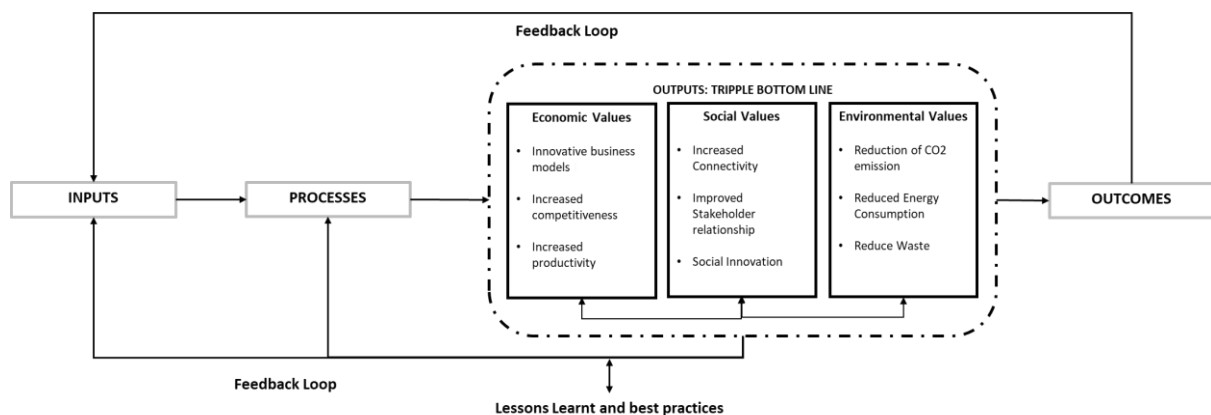 Feedback Loop
OUTPUTS: TRIPPLE BOTTOM LINE
Economic Values
• Innovative business
models
• Increased
competitiveness
• Increased
productivity
Social Values
• Increased
Connectivity
• Improved
Stakeholder
relationship
• Social Innovation
Environmental Values
• Reduction of CO2
emission
• Reduced Energy
Consumption
• Reduce Waste
INPUTS
PROCESSES
OUTCOMES
Feedback Loop
Lessons Learnt and best practices